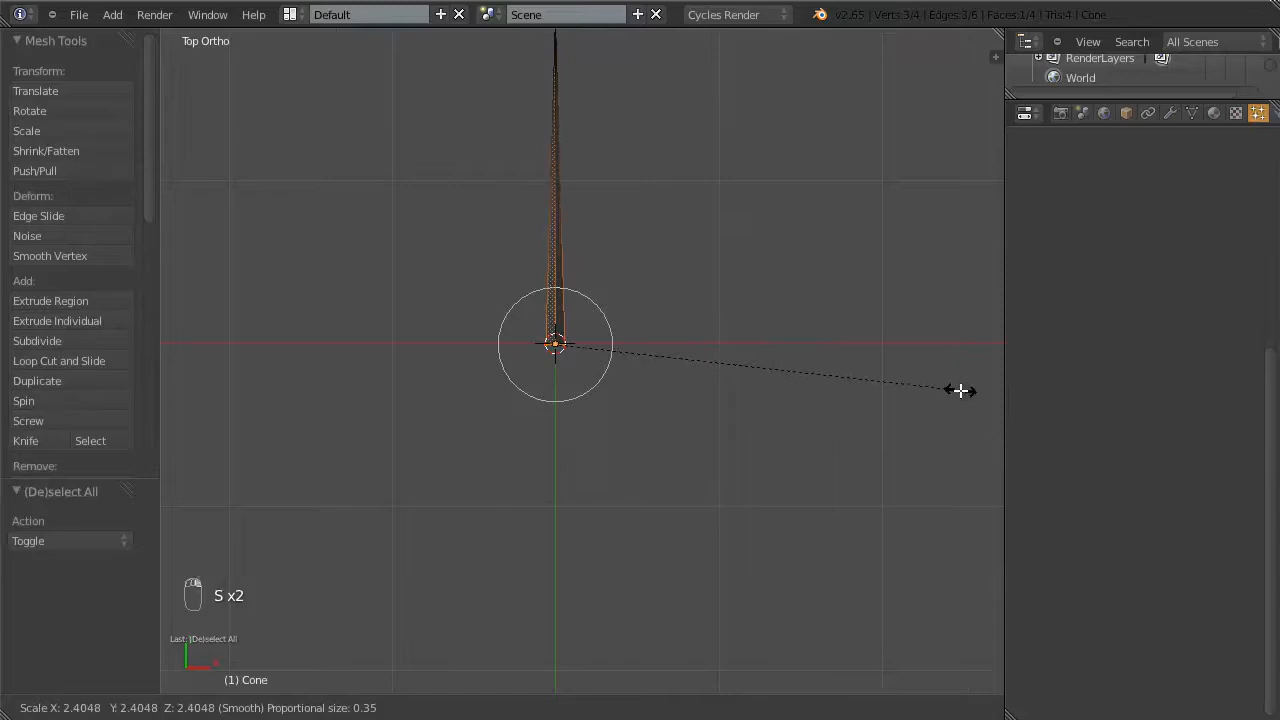 File Add Render Window Help Default Scene Cycles Render v2.65 | Verts:3/4 | Edges:3/6 | Faces:1/4 | Tris:4 | Cone
Mesh Tools
Top Ortho
View Search All Scenes
RenderLayers
World
Transform:
Translate
Rotate
Scale
Shrink/Fatten
Push/Pull
Deform:
Edge Slide
Noise
Smooth Vertex
Add:
Extrude Region
Extrude Individual
Subdivide
Loop Cut and Slide
Duplicate
Spin
Screw
Knife Select
Remove:
(De)select All
Action
Toggle
S x2
Last: (De)select All
(1) Cone
Scale X: 2.4048 Y: 2.4048 Z: 2.4048 (Smooth) Proportional size: 0.35